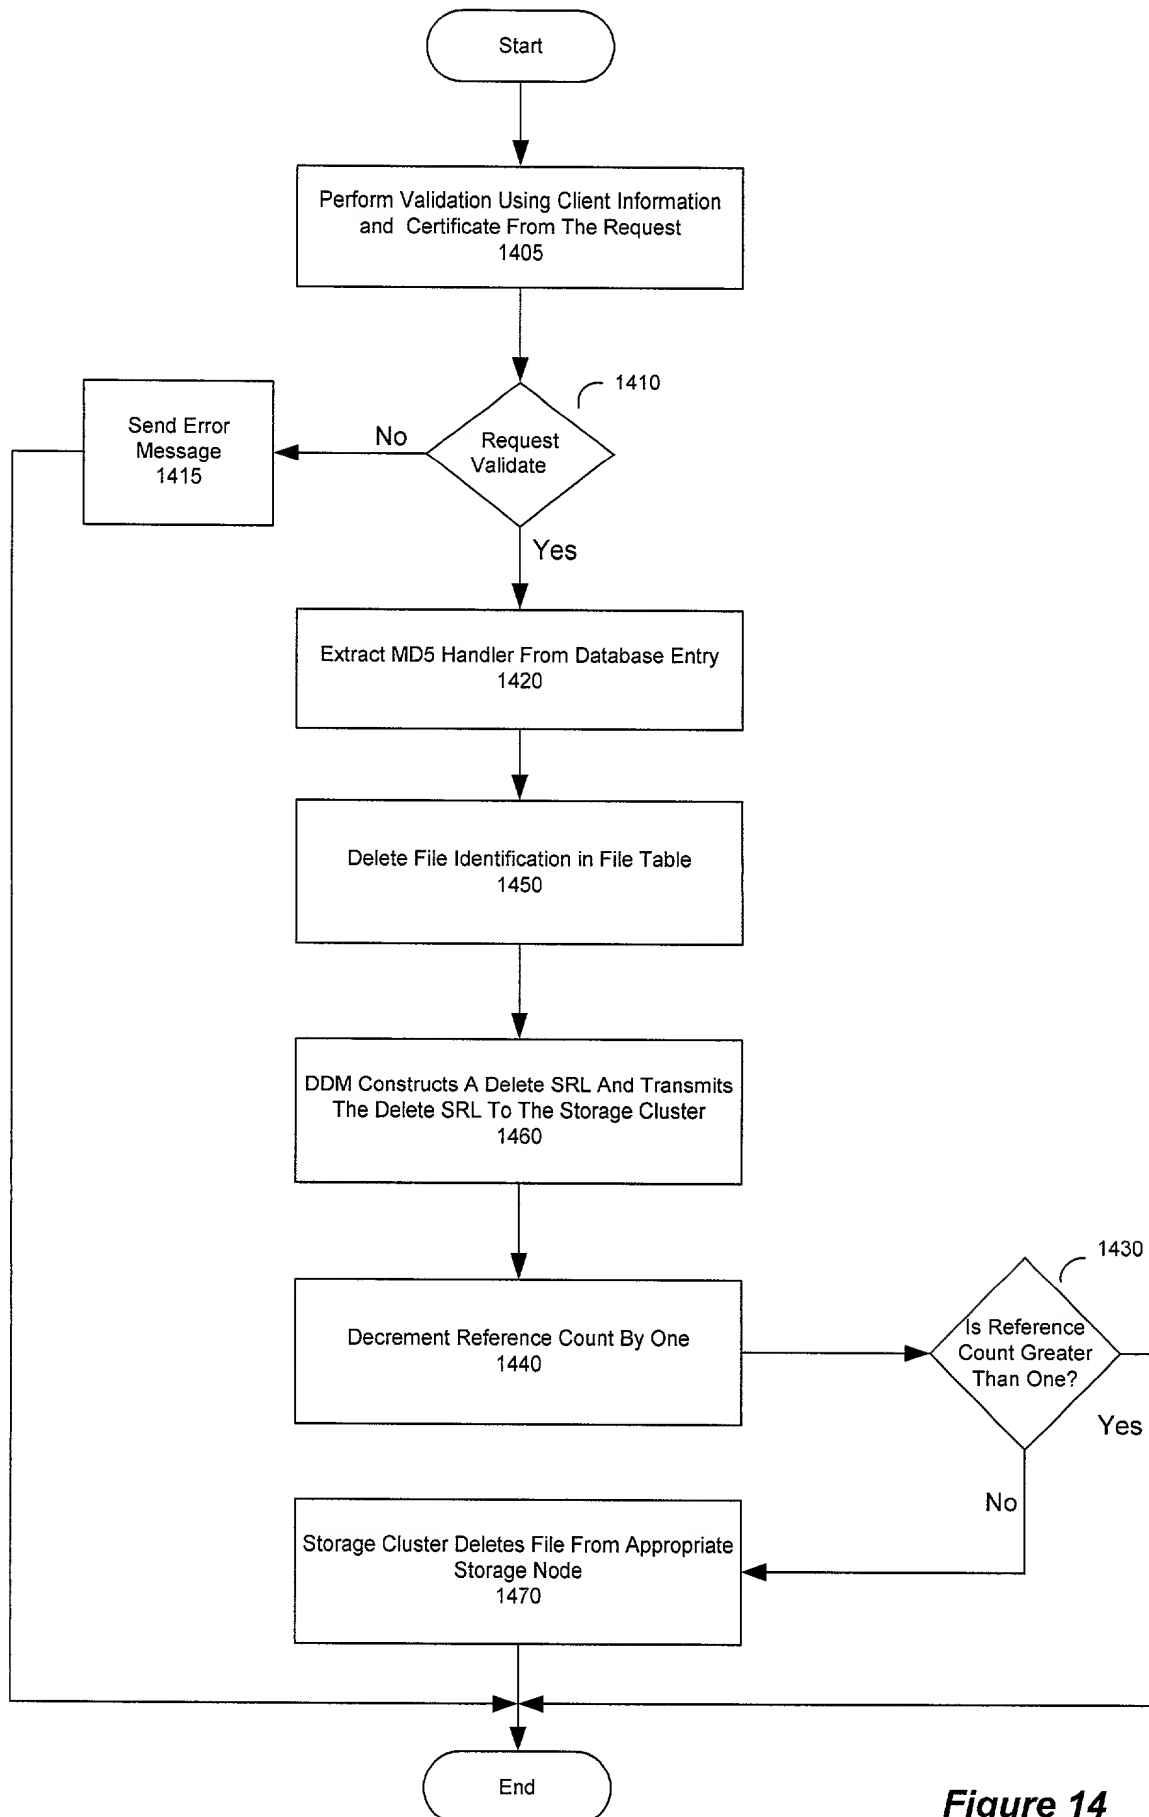 Start
Perform Validation Using Client Information
and Certificate From The Request
1405
1410
Request
Validate
No
Send Error
Message
1415
Yes
Extract MD5 Handler From Database Entry
1420
Delete File Identification in File Table
1450
DDM Constructs A Delete SRL And Transmits
The Delete SRL To The Storage Cluster
1460
Decrement Reference Count By One
1440
1430
Is Reference
Count Greater
Than One?
Yes
No
Storage Cluster Deletes File From Appropriate
Storage Node
1470
End
Figure 14